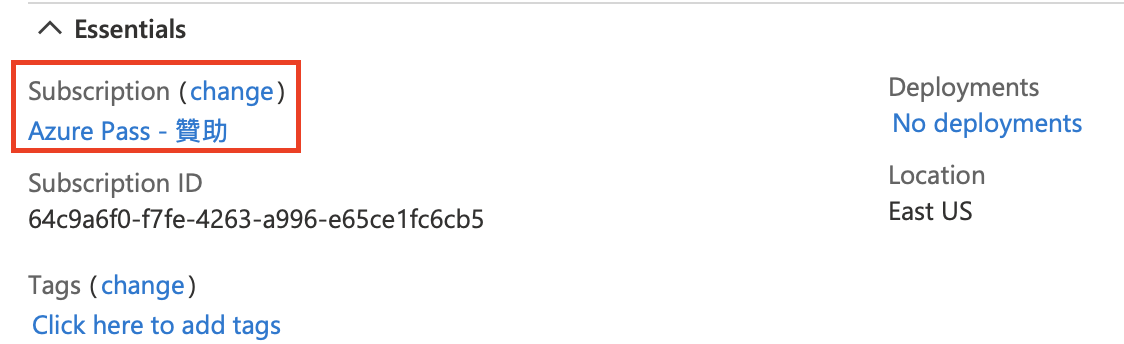 Essentials
Subscription (change)
Azure Pass - 贊助
Subscription ID
64c9a6f0-f7fe-4263-a996-e65ce1fc6cb5
Tags (change)
Click here to add tags
Deployments
No deployments
Location
East US